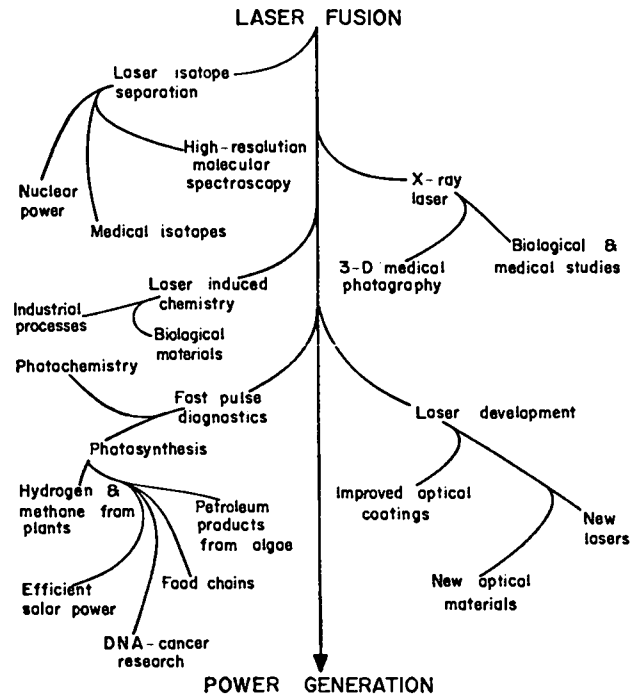 LASER FUSION
Laser isotope
separation
High-resolution
molecular
spectroscopy
Nuclear
power
Medical isotopes
X-ray
laser
3-D medical
photography
Biological &
medical studies
Laser induced
chemistry
Industrial
processes
Biological
materials
Photochemistry
Fast pulse
diagnostics
Photosynthesis
Hydrogen &
methane from
plants
Petroleum
products
from algae
Efficient
solar power
Food chains
DNA-cancer
research
Laser development
Improved optical
coatings
New
lasers
New optical
materials
POWER GENERATION